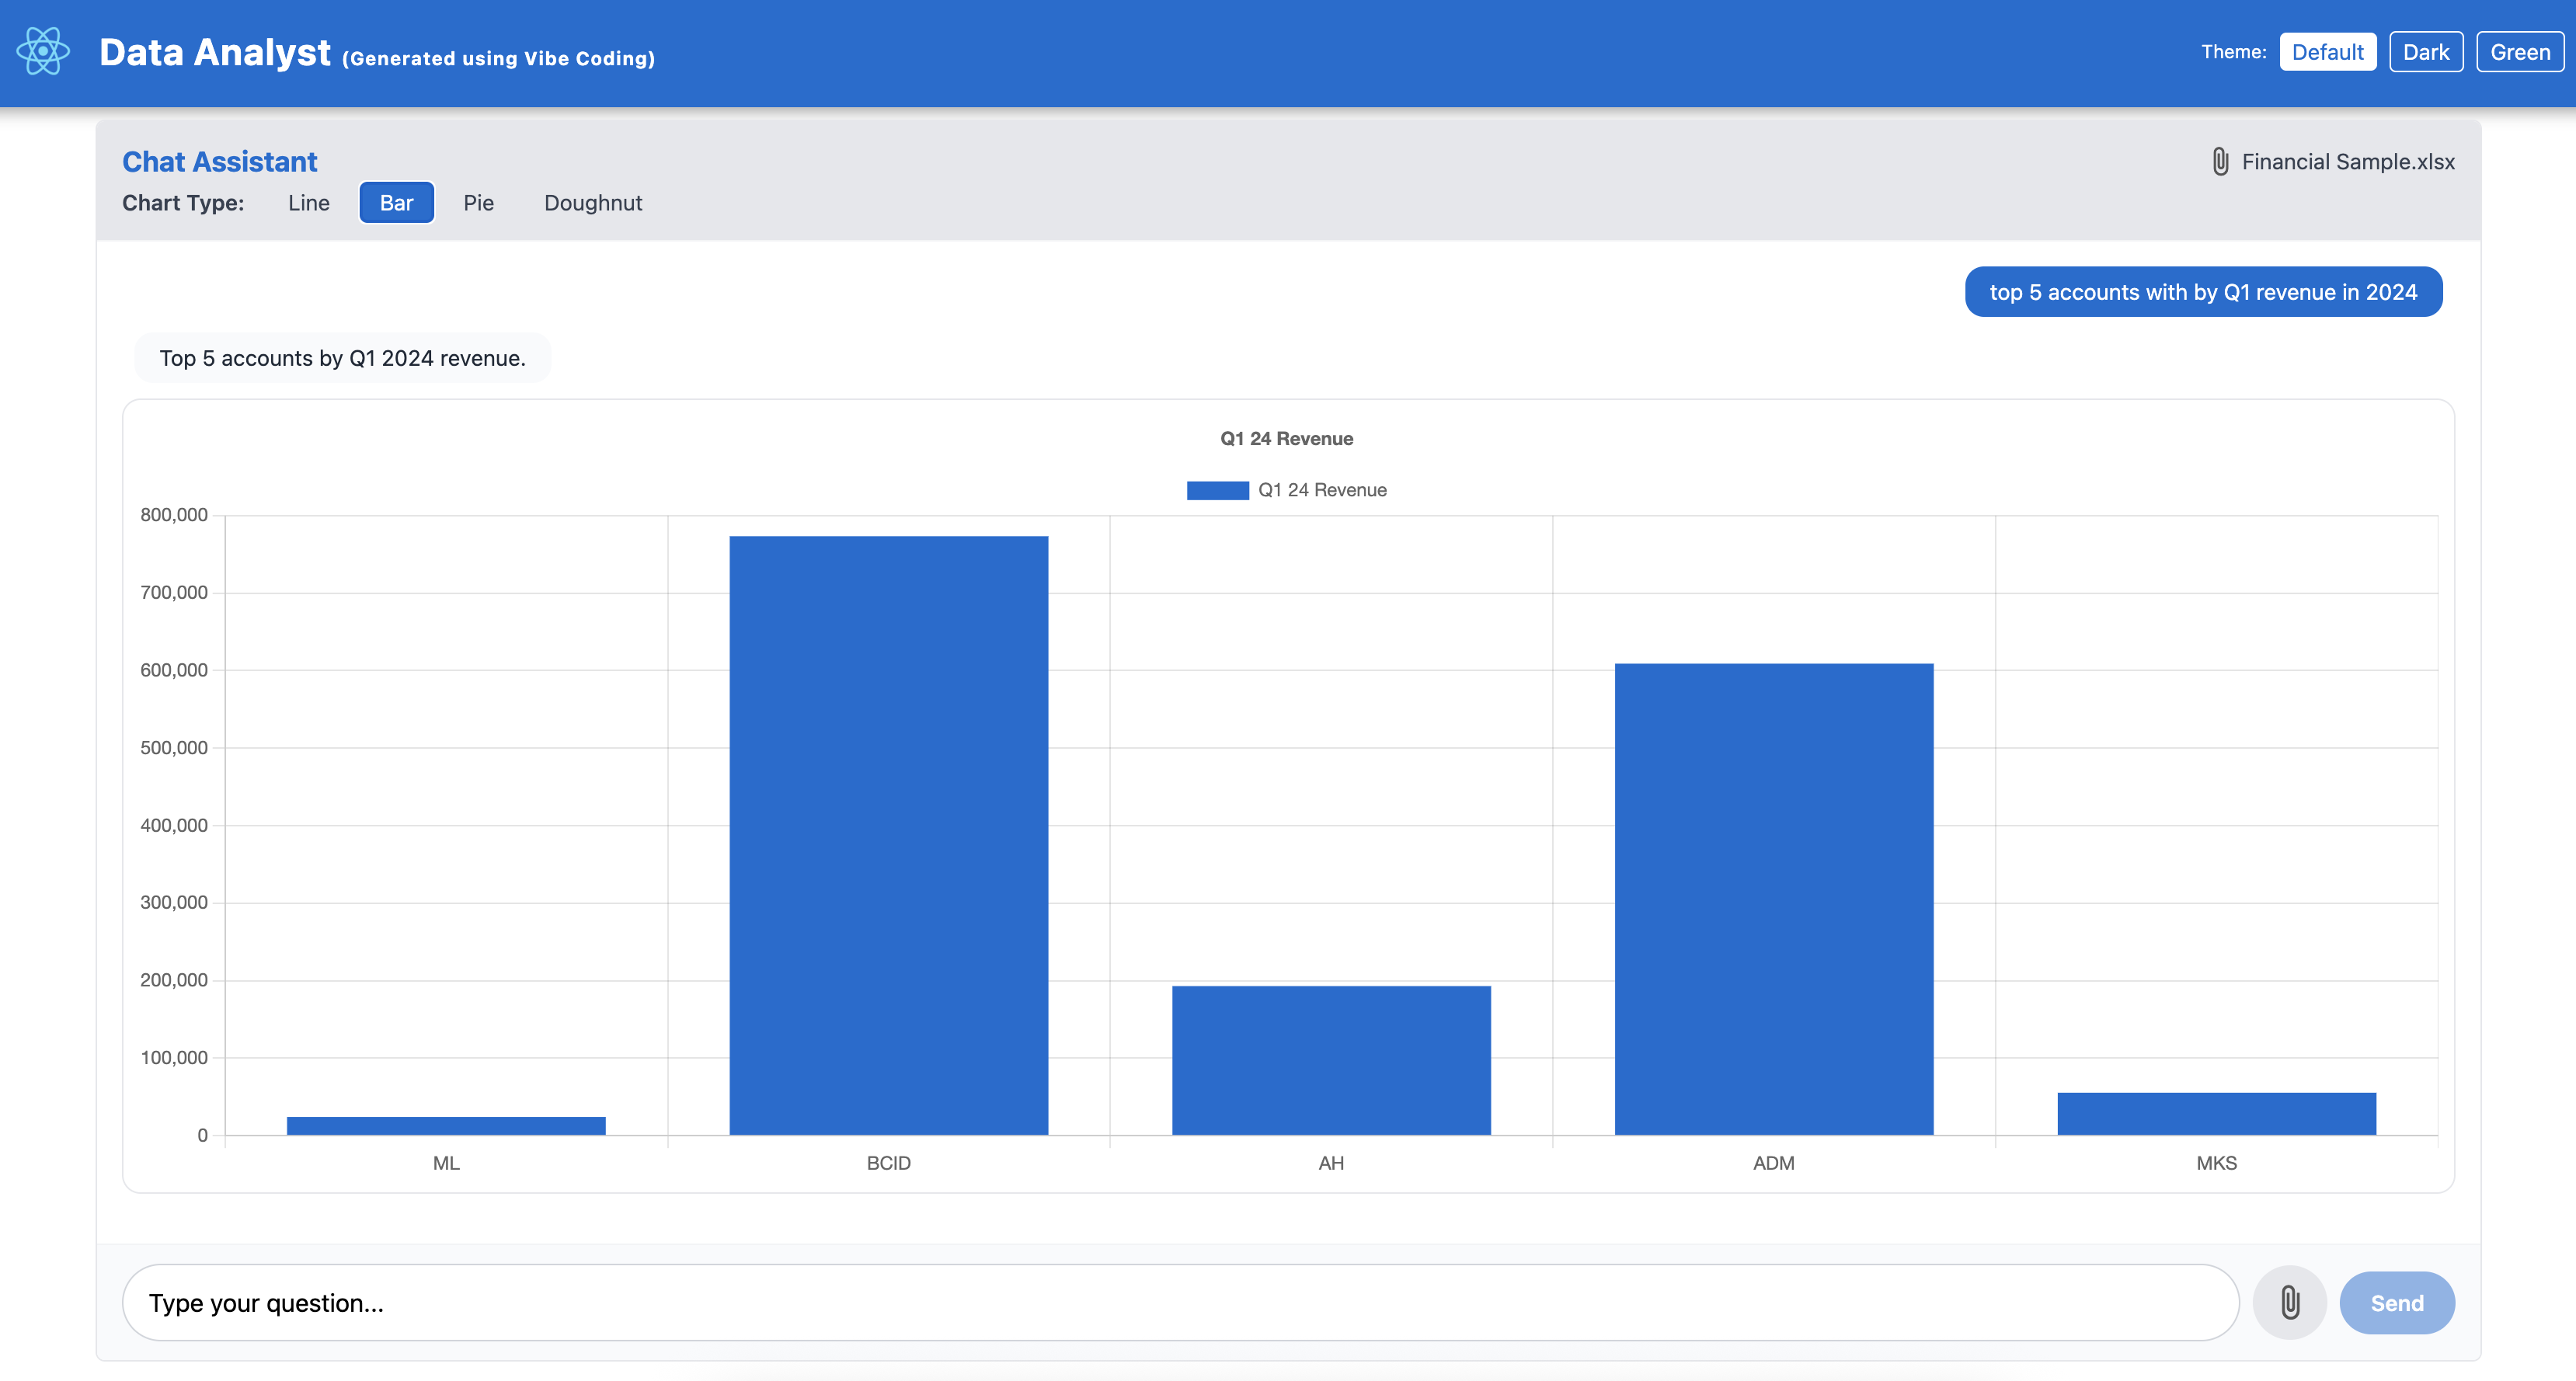 Data Analyst (Generated using Vibe Coding)
Theme: Default Dark Green
Chat Assistant
Financial Sample.xlsx
Chart Type: Line Bar Pie Doughnut
top 5 accounts with by Q1 revenue in 2024
Top 5 accounts by Q1 2024 revenue.
Q1 24 Revenue
Q1 24 Revenue
800,000
700,000
600,000
500,000
400,000
300,000
200,000
100,000
0
ML BCID AH ADM MKS
Type your question...
Send